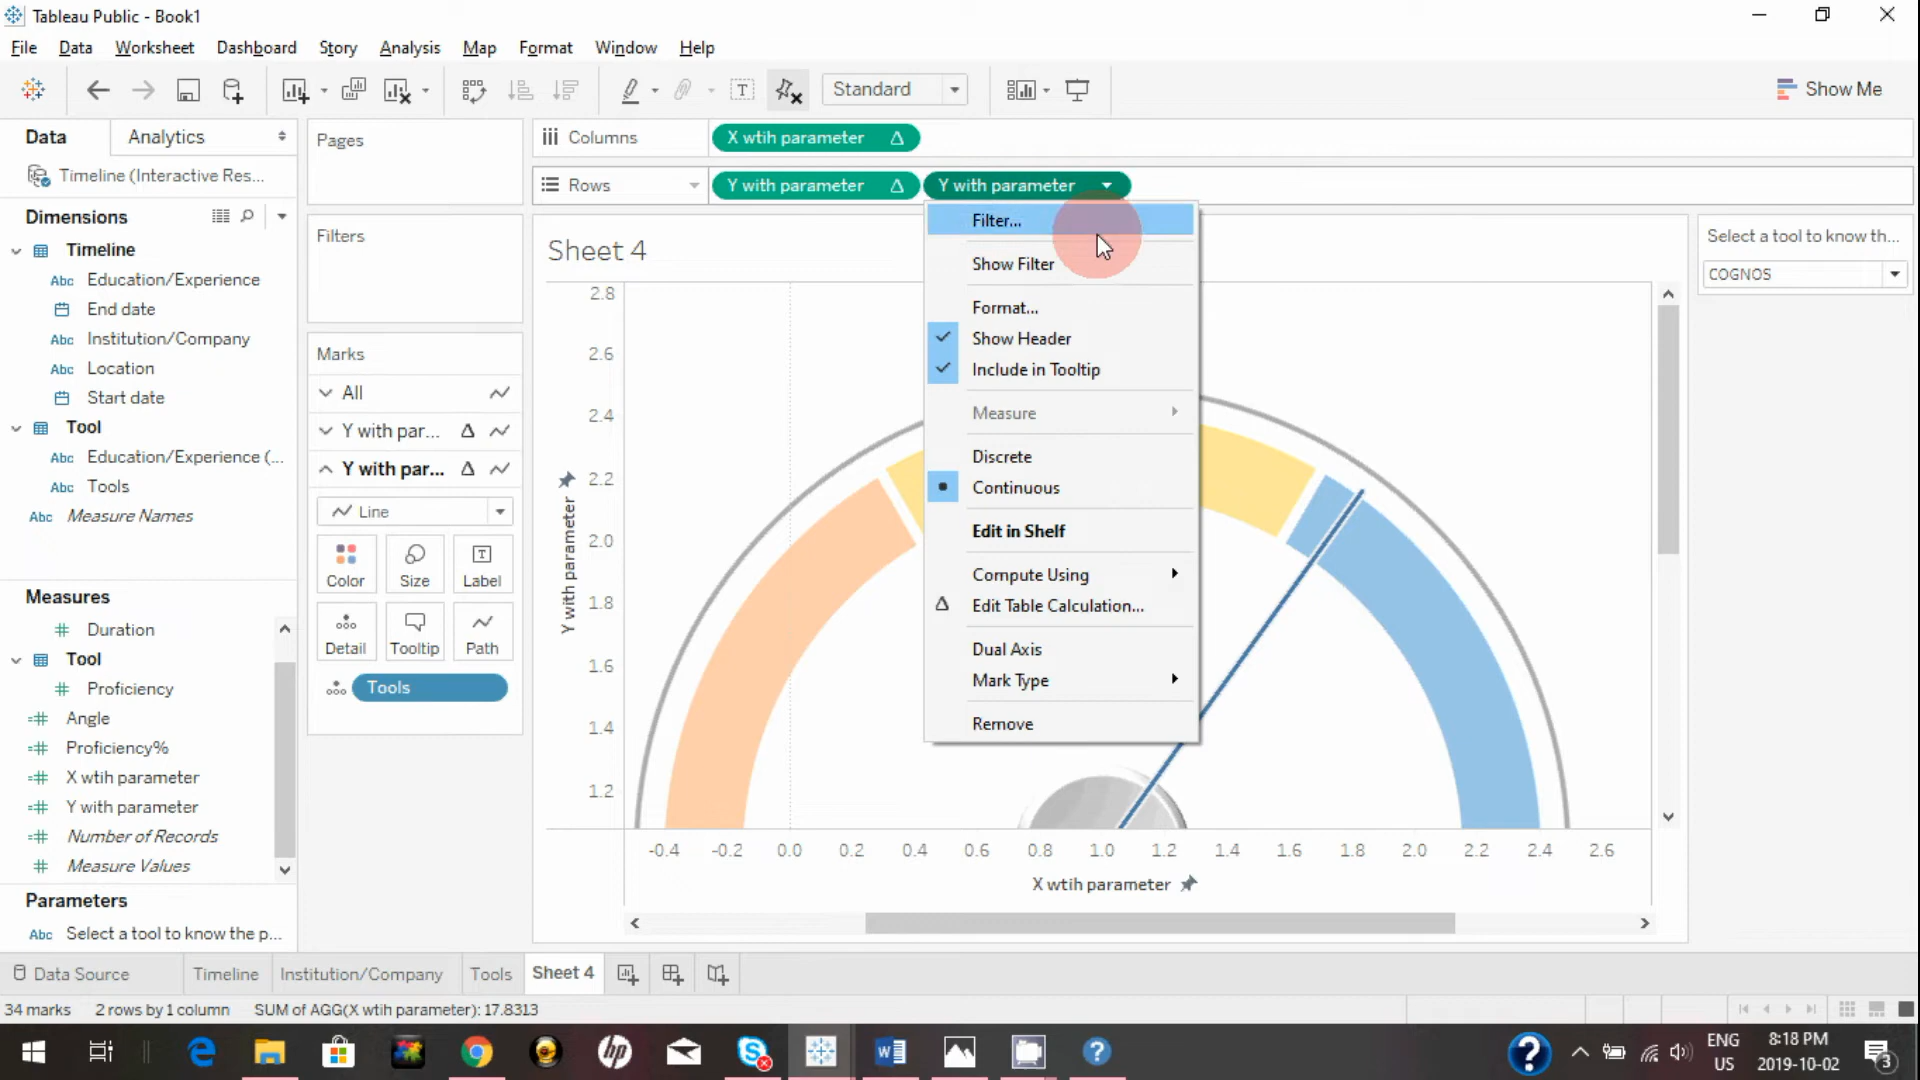 Tableau Public - Book1
File Data Worksheet Dashboard Story Analysis Map Format Window Help
Standard
Show Me
Data
Analytics
Timeline (Interactive Res...
Dimensions
Timeline
Abc Education/Experience
End date
Abc Institution/Company
Abc Location
Start date
Tool
Abc Education/Experience (...
Abc Tools
Abc Measure Names
Measures
Duration
Tool
Proficiency
Angle
Proficiency%
X wtih parameter
Y with parameter
Number of Records
Measure Values
Parameters
Abc Select a tool to know the p...
Pages
Filters
Marks
All
Y with par...
Y with par...
Line
Color Size Label
Detail Tooltip Path
Tools
Columns X wtih parameter
Rows Y with parameter Y with parameter
Sheet 4
2.8
2.6
2.4
2.2
2.0
1.8
1.6
1.4
1.2
Y with parameter
-0.4 -0.2 0.0 0.2 0.4 0.6 0.8 1.0 1.2 1.4 1.6 1.8 2.0 2.2 2.4 2.6
X wtih parameter
Filter...
Show Filter
Format...
Show Header
Include in Tooltip
Measure
Discrete
Continuous
Edit in Shelf
Compute Using
Edit Table Calculation...
Dual Axis
Mark Type
Remove
Select a tool to know th...
COGNOS
Data Source Timeline Institution/Company Tools Sheet 4
34 marks 2 rows by 1 column SUM of AGG(X wtih parameter): 17.8313
ENG
US
8:18 PM
2019-10-02
3